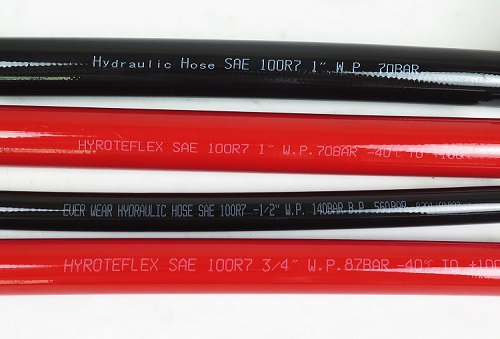 Hydraulic Hose SAE 100R7 1" W.P. 70BAR
HYROTEFLEX SAE 100R7 1" W.P.70BAR -40℃ TO +100
EVER WEAR HYDRAULIC HOSE SAE 100R7 -1/2" W.P. 140BAR B.P. 560BAR
HYROTEFLEX SAE 100R7 3/4" W.P.87BAR -40℃ TO +100